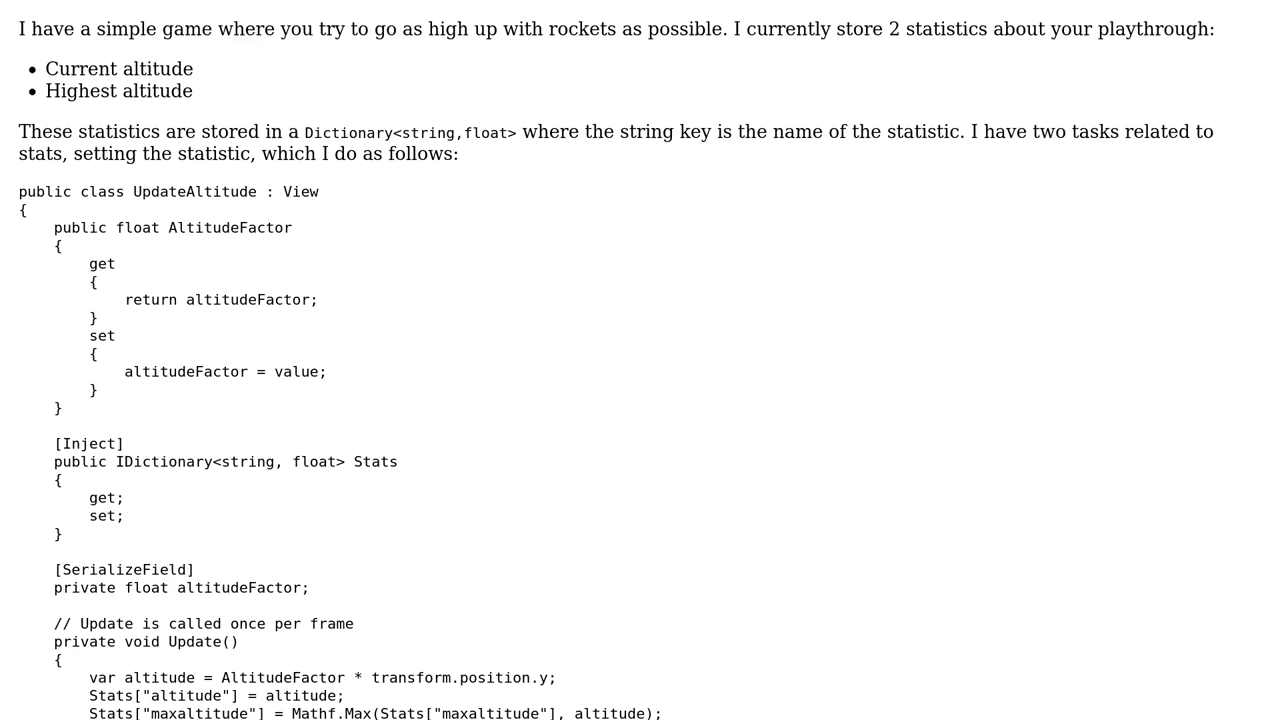 I have a simple game where you try to go as high up with rockets as possible. I currently store 2 statistics about your playthrough:
• Current altitude
• Highest altitude
These statistics are stored in a Dictionary<string,float> where the string key is the name of the statistic. I have two tasks related to
stats, setting the statistic, which I do as follows:
public class UpdateAltitude : View
{
    public float AltitudeFactor
    {
        get
        {
            return altitudeFactor;
        }
        set
        {
            altitudeFactor = value;
        }
    }

    [Inject]
    public IDictionary<string, float> Stats
    {
        get;
        set;
    }

    [SerializeField]
    private float altitudeFactor;

    // Update is called once per frame
    private void Update()
    {
        var altitude = AltitudeFactor * transform.position.y;
        Stats["altitude"] = altitude;
        Stats["maxaltitude"] = Mathf.Max(Stats["maxaltitude"], altitude);